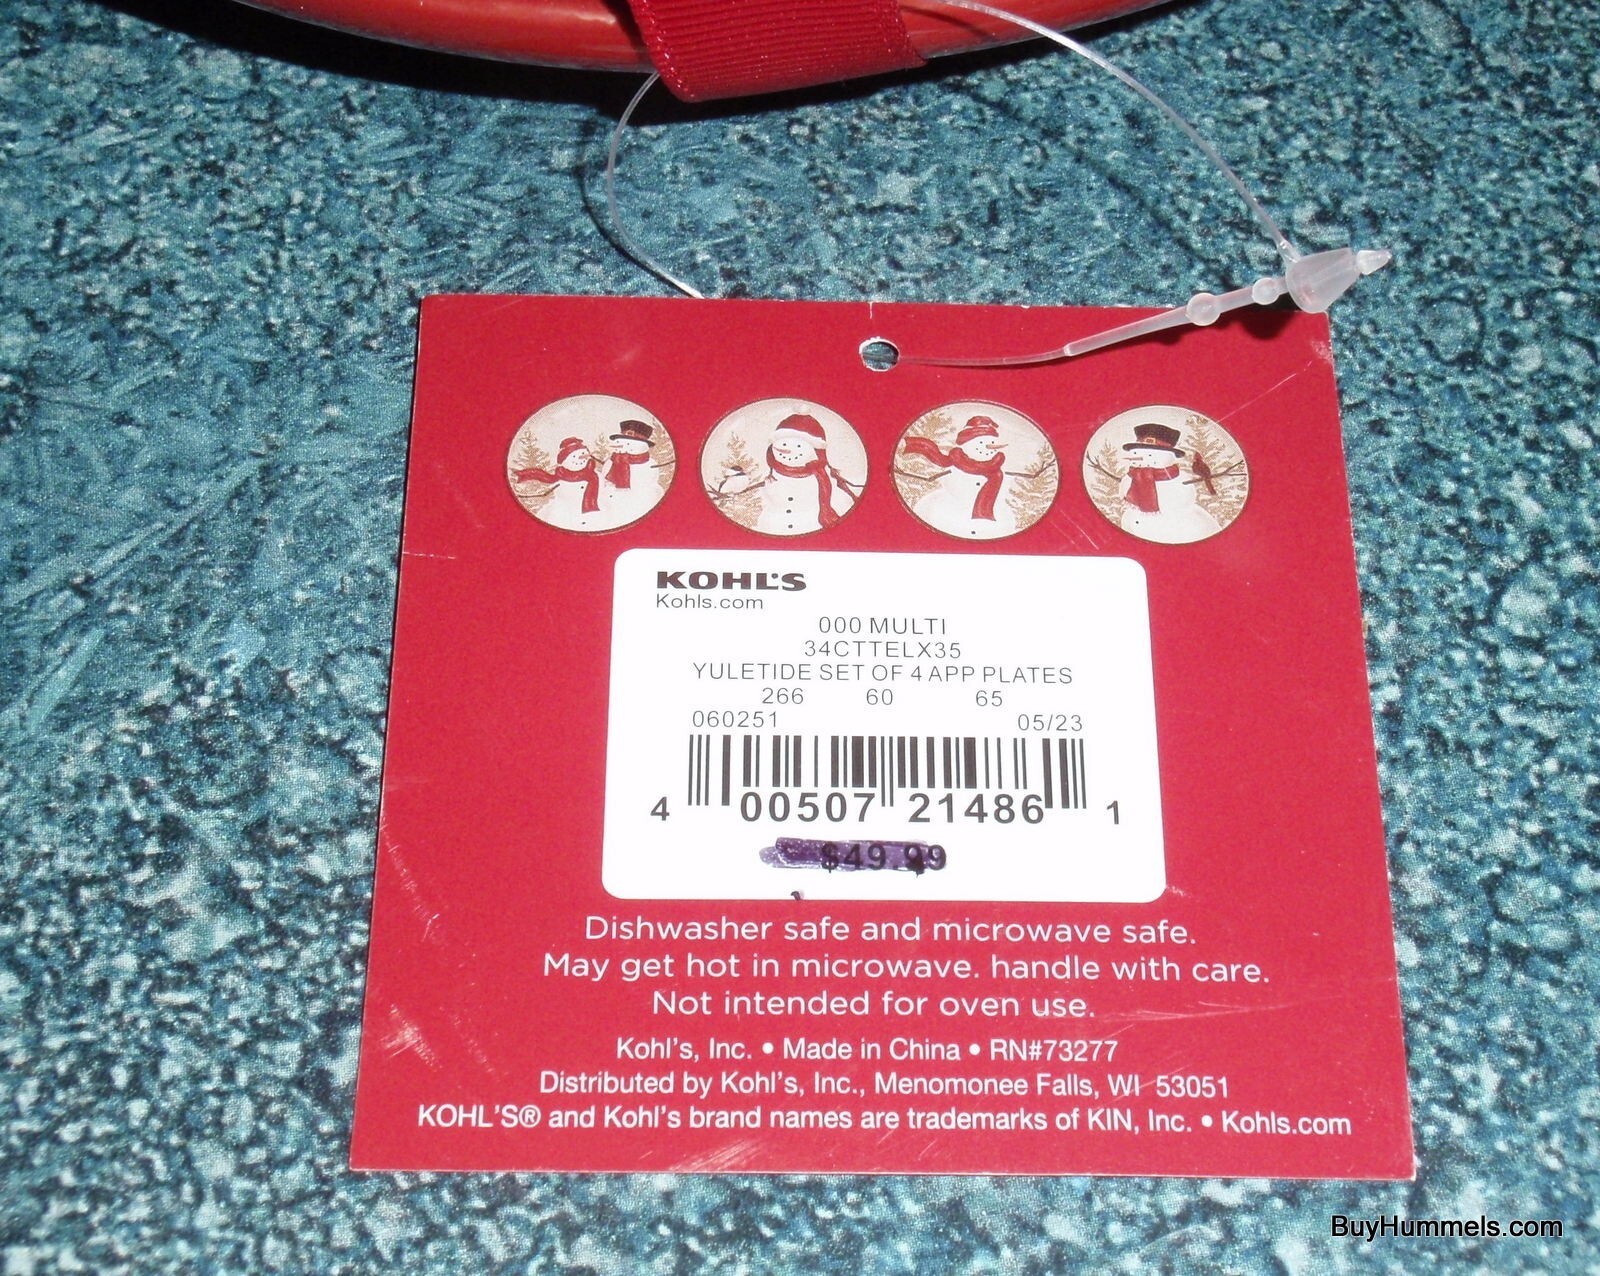 KOHL'S
Kohls.com
000 MULTI
34CTTELX35
YULETIDE SET OF 4 APP PLATES
266 60 65
060251 05/23
4 00507 21486 1
$49.99
Dishwasher safe and microwave safe.
May get hot in microwave. handle with care.
Not intended for oven use.
Kohl's, Inc. • Made in China • RN#73277
Distributed by Kohl's, Inc., Menomonee Falls, WI 53051
KOHL'S® and Kohl's brand names are trademarks of KIN, Inc. • Kohls.com
BuyHummels.com